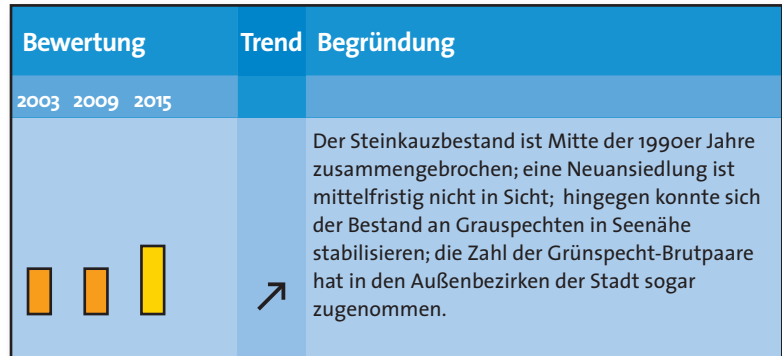 Bewertung Trend Begründung
2003 2009 2015
Der Steinkauzbestand ist Mitte der 1990er Jahre
zusammengebrochen; eine Neuansiedlung ist
mittelfristig nicht in Sicht; hingegen konnte sich
der Bestand an Grauspechten in Seenähe
stabilisieren; die Zahl der Grünspecht-Brutpaare
hat in den Außenbezirken der Stadt sogar
zugenommen.